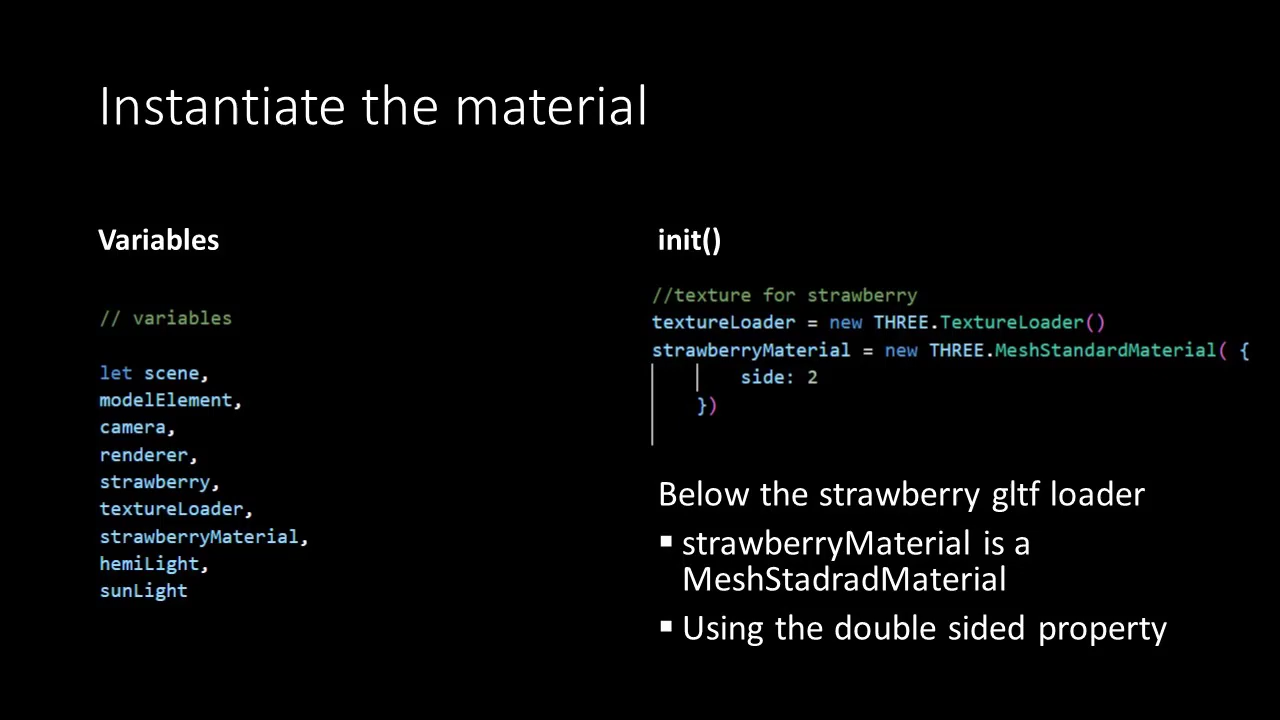 Instantiate the material
Variables
// variables
let scene,
modelElement,
camera,
renderer,
strawberry,
textureLoader,
strawberryMaterial,
hemiLight,
sunLight
init()
//texture for strawberry
textureLoader = new THREE.TextureLoader()
strawberryMaterial = new THREE.MeshStandardMaterial( {
side: 2
})
Below the strawberry gltf loader
▪ strawberryMaterial is a
MeshStadradMaterial
▪ Using the double sided property